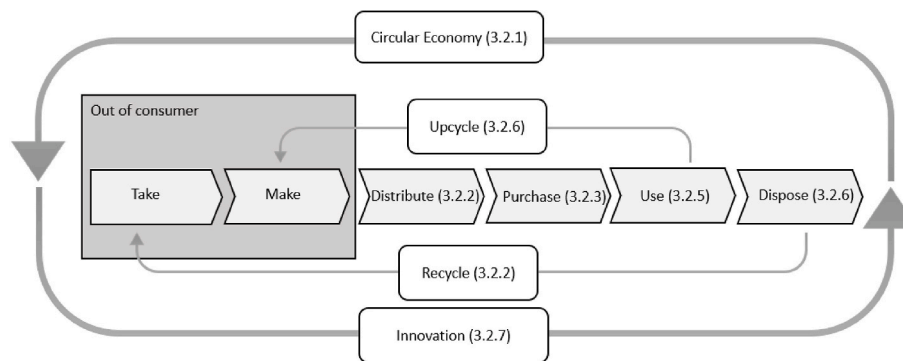 Circular Economy (3.2.1)
Out of consumer
Upcycle (3.2.6)
Take
Make
Distribute (3.2.2)
Purchase (3.2.3)
Use (3.2.5)
Dispose (3.2.6)
Recycle (3.2.2)
Innovation (3.2.7)